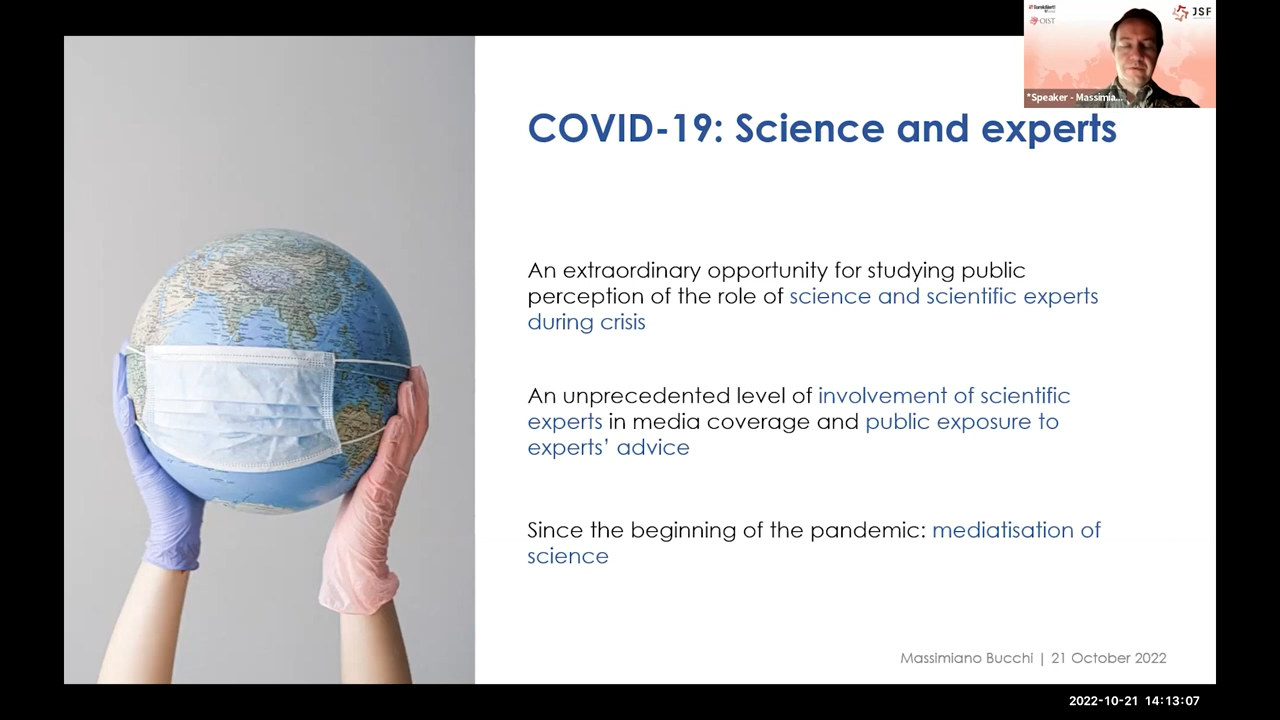 EurekAlert!
OIST
JSF
*Speaker - Massimia...
COVID-19: Science and experts
An extraordinary opportunity for studying public
perception of the role of science and scientific experts
during crisis
An unprecedented level of involvement of scientific
experts in media coverage and public exposure to
experts’ advice
Since the beginning of the pandemic: mediatisation of
science
Massimiano Bucchi | 21 October 2022
2022-10-21 14:13:07